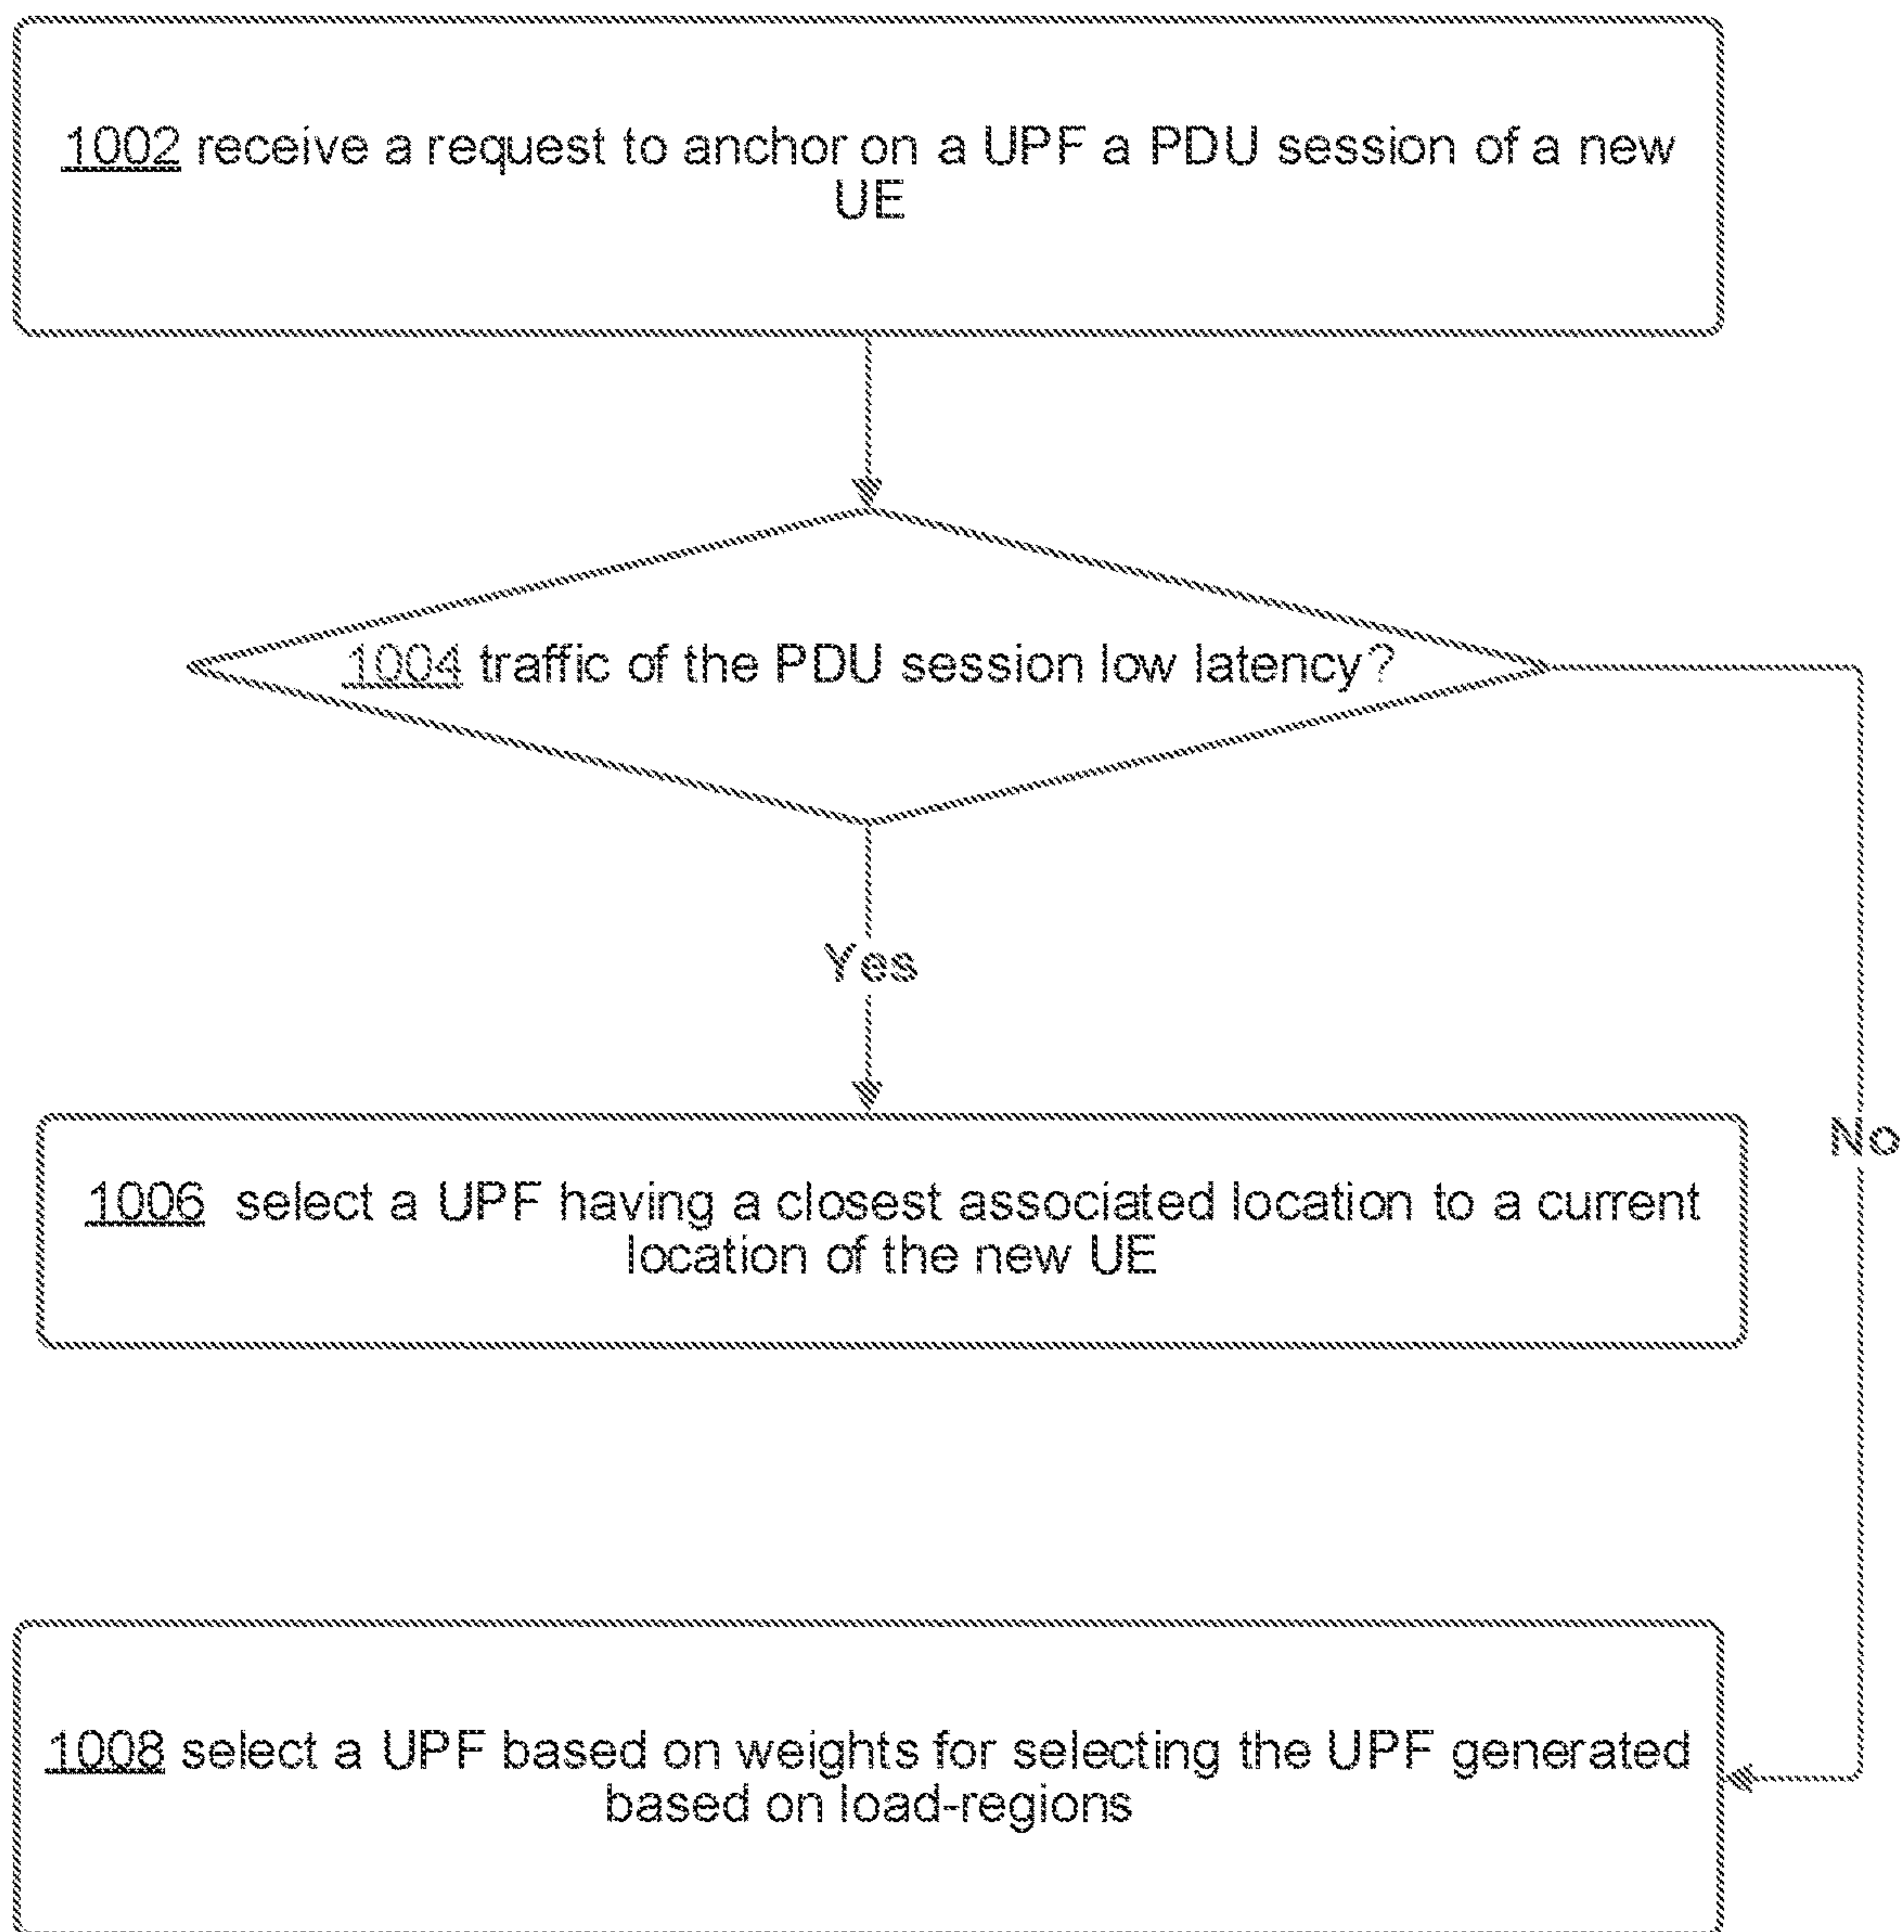 1002 receive a request to anchor on a UPF a PDU session of a new
UE
1004 traffic of the PDU session low latency?
Yes
No
1006 select a UPF having a closest associated location to a current
location of the new UE
1008 select a UPF based on weights for selecting the UPF generated
based on load-regions